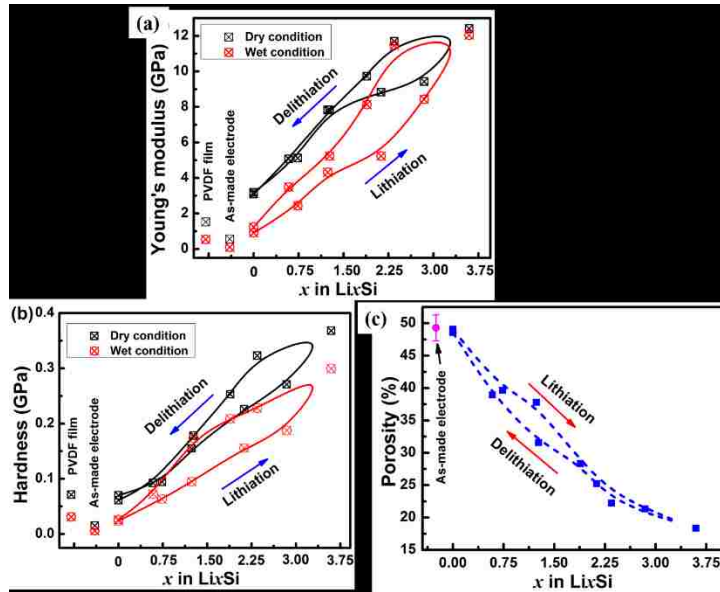 (a)
Dry condition
Wet condition
Young's modulus (GPa)
12
10
8
6
4
2
0
Delithiation
Lithiation
PVDF film
As-made electrode
0 0.75 1.50 2.25 3.00 3.75
x in LixSi
(b)
Dry condition
Wet condition
Hardness (GPa)
0.4
0.3
0.2
0.1
0.0
Delithiation
Lithiation
PVDF film
As-made electrode
0 0.75 1.50 2.25 3.00 3.75
x in LixSi
(c)
Porosity (%)
50
45
40
35
30
25
20
15
As-made electrode
Lithiation
Delithiation
0.00 0.75 1.50 2.25 3.00 3.75
x in LixSi